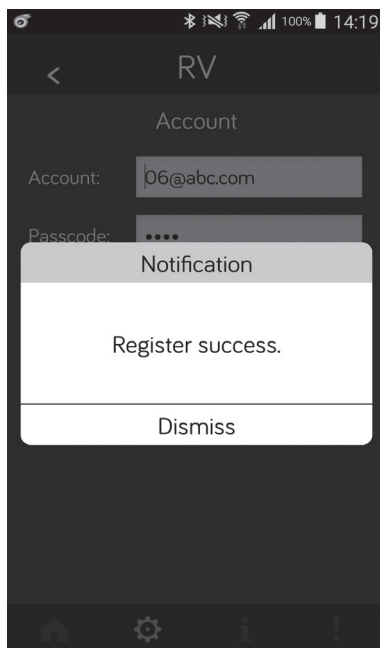 100% 14:19
RV
Account
Account: 06@abc.com
Passcode: ••••
Notification
Register success.
Dismiss